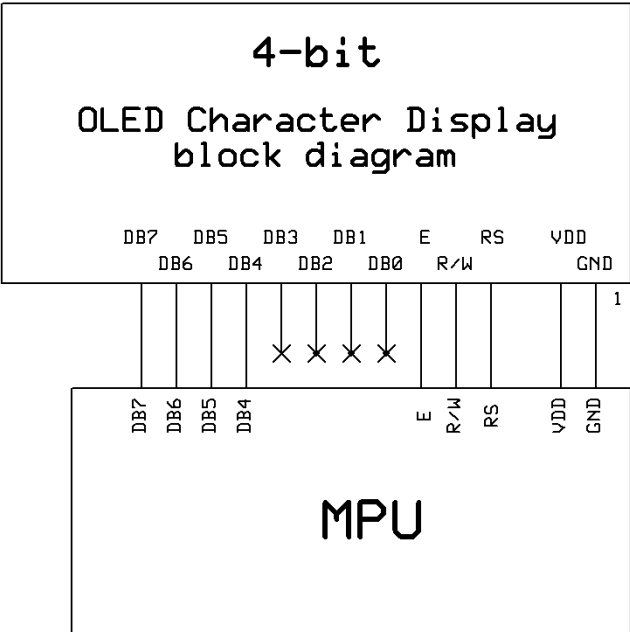 4-bit
OLED Character Display
block diagram
DB7 DB5 DB3 DB1 E RS VDD
DB6 DB4 DB2 DB0 R/W GND
1
DB7 DB6 DB5 DB4 E R/W RS VDD GND
MPU